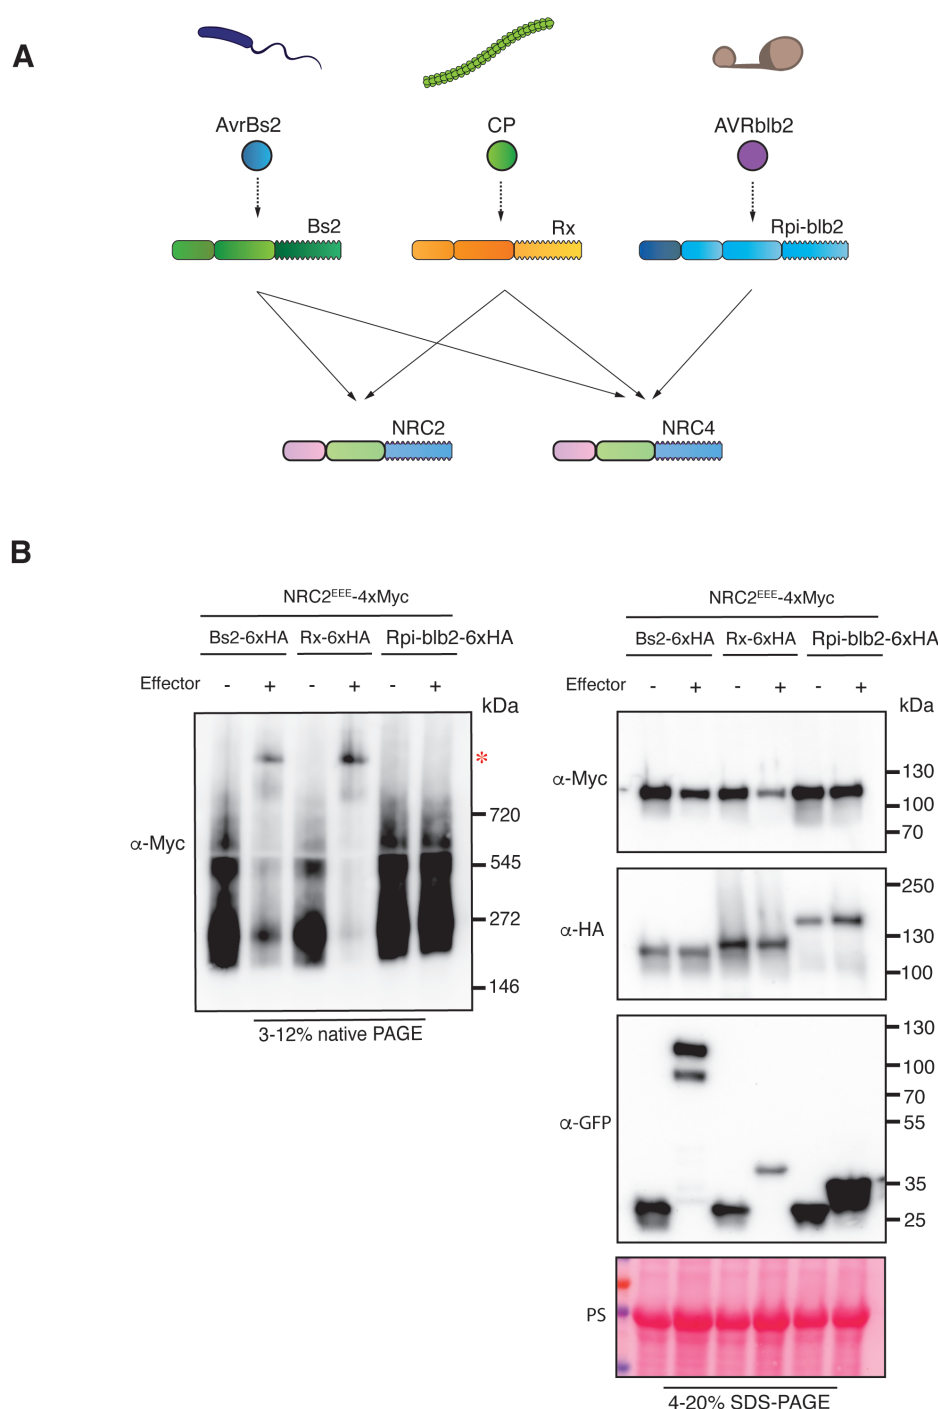 A
AvrBs2 CP AVRblb2
Bs2 Rx Rpi-blb2
NRC2 NRC4
B
NRC2EEE-4xMyc
Bs2-6xHA Rx-6xHA Rpi-blb2-6xHA
Effector - + - + - +
kDa
*
720
α-Myc
545
272
146
3-12% native PAGE
NRC2EEE-4xMyc
Bs2-6xHA Rx-6xHA Rpi-blb2-6xHA
Effector - + - + - +
kDa
α-Myc
130
100
70
250
α-HA
130
100
130
100
70
α-GFP
55
35
25
PS
4-20% SDS-PAGE